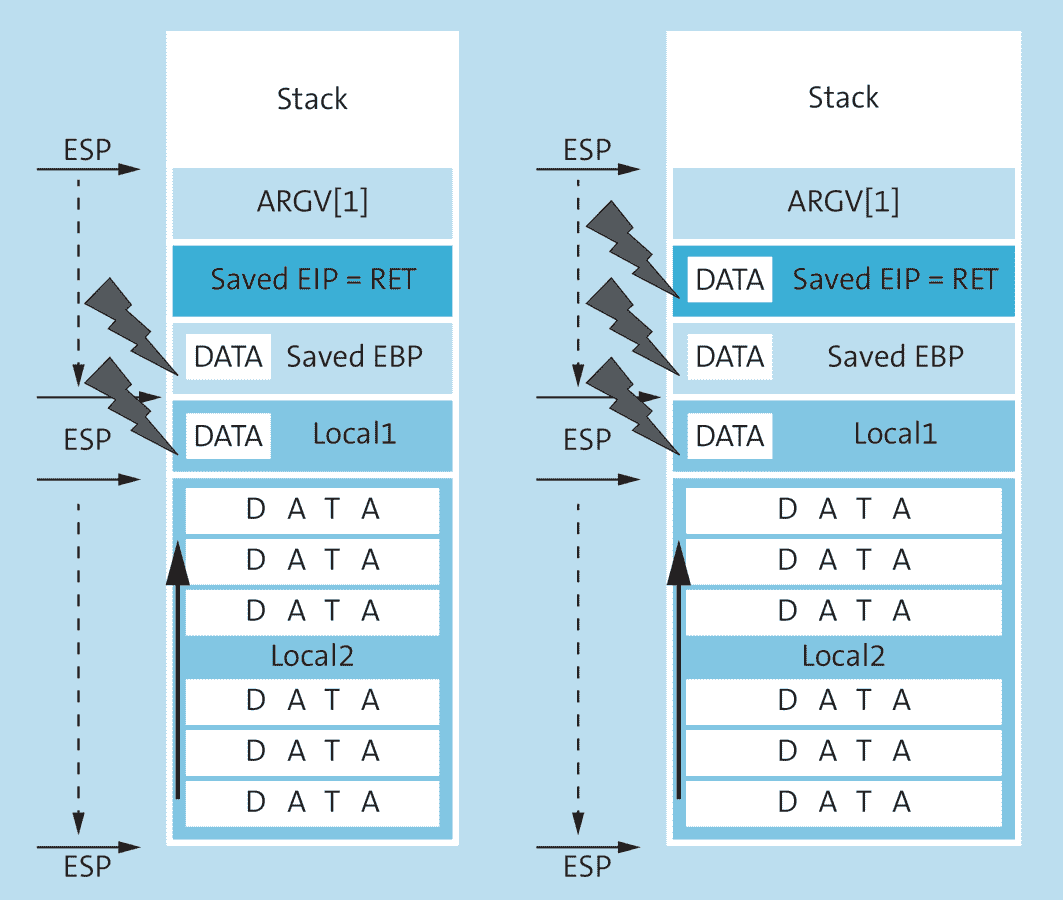 Stack
ESP
ARGV[1]
Saved EIP = RET
DATA Saved EBP
DATA Local1
ESP
D A T A
D A T A
D A T A
Local2
D A T A
D A T A
D A T A
ESP
Stack
ESP
ARGV[1]
DATA Saved EIP = RET
DATA Saved EBP
DATA Local1
ESP
D A T A
D A T A
D A T A
Local2
D A T A
D A T A
D A T A
ESP